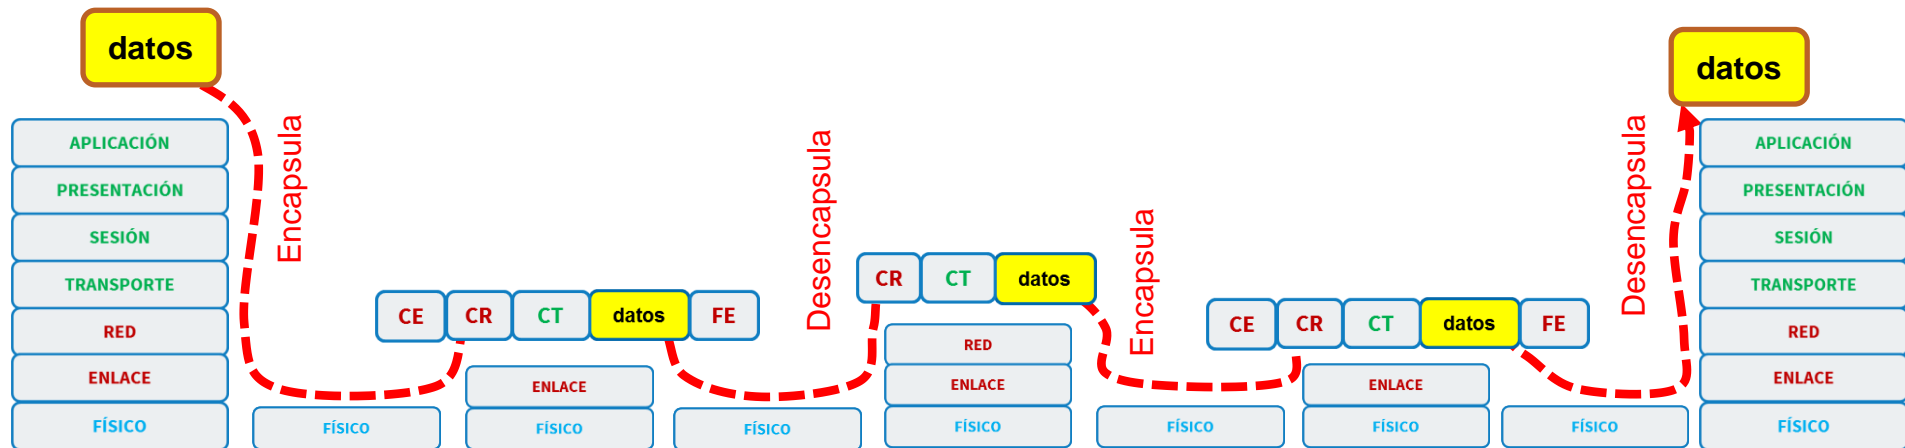 datos
APLICACIÓN
PRESENTACIÓN
SESIÓN
TRANSPORTE
RED
ENLACE
FÍSICO
Encapsula
FÍSICO
CE CR CT datos FE
ENLACE
FÍSICO
FÍSICO
Desencapsula
CR CT datos
RED
ENLACE
FÍSICO
Encapsula
FÍSICO
CE CR CT datos FE
ENLACE
FÍSICO
FÍSICO
Desencapsula
datos
APLICACIÓN
PRESENTACIÓN
SESIÓN
TRANSPORTE
RED
ENLACE
FÍSICO